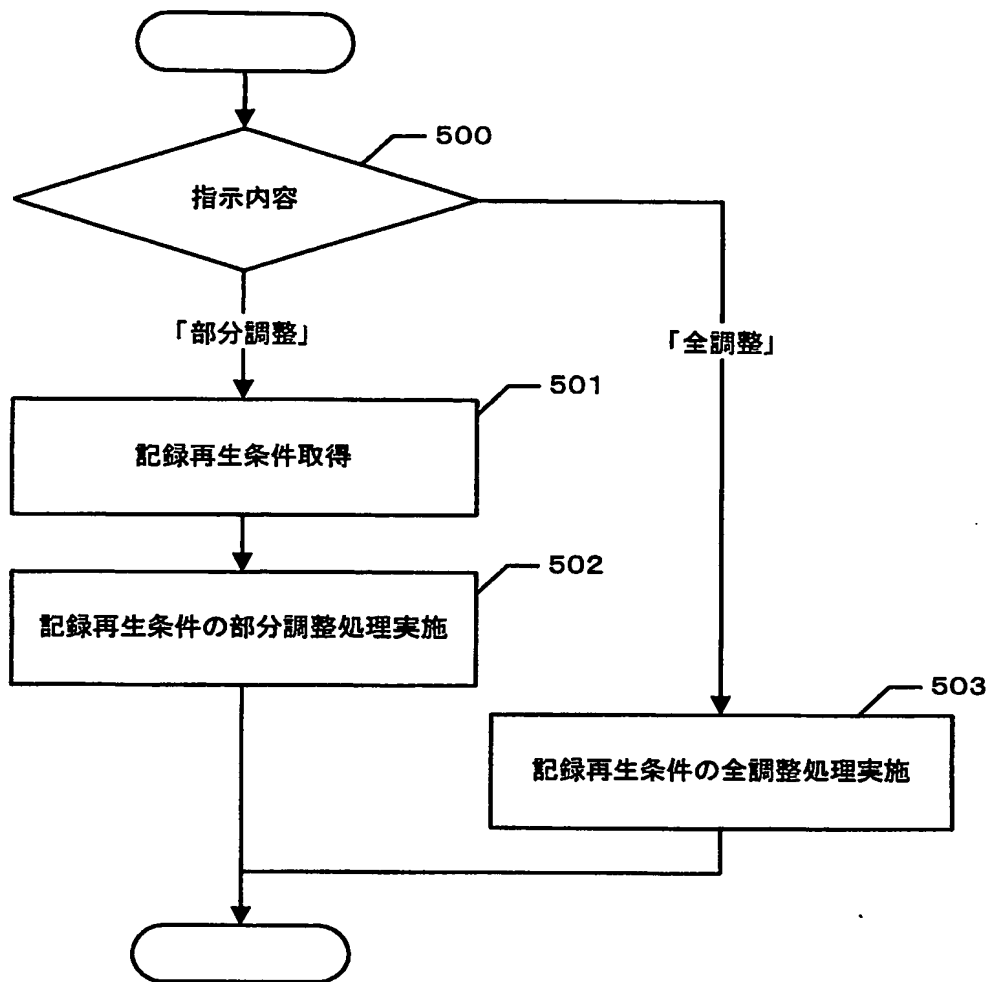 500
指示内容
「部分調整」
「全調整」
501
記録再生条件取得
502
記録再生条件の部分調整処理実施
503
記録再生条件の全調整処理実施